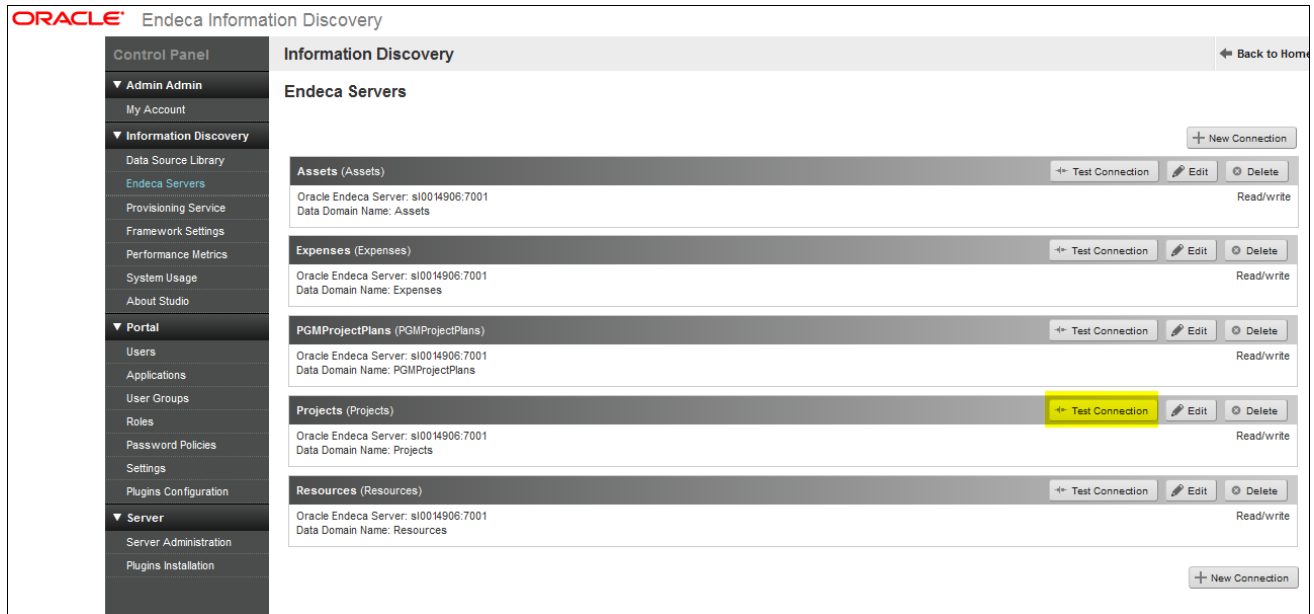 ORACLE® Endeca Information Discovery
Control Panel
▼ Admin Admin
My Account
▼ Information Discovery
Data Source Library
Endeca Servers
Provisioning Service
Framework Settings
Performance Metrics
System Usage
About Studio
▼ Portal
Users
Applications
User Groups
Roles
Password Policies
Settings
Plugins Configuration
▼ Server
Server Administration
Plugins Installation
Information Discovery
Back to Home
Endeca Servers
New Connection
Assets (Assets) Test Connection Edit Delete
Oracle Endeca Server: sl0014906:7001 Read/write
Data Domain Name: Assets
Expenses (Expenses) Test Connection Edit Delete
Oracle Endeca Server: sl0014906:7001 Read/write
Data Domain Name: Expenses
PGMProjectPlans (PGMProjectPlans) Test Connection Edit Delete
Oracle Endeca Server: sl0014906:7001 Read/write
Data Domain Name: PGMProjectPlans
Projects (Projects) Test Connection Edit Delete
Oracle Endeca Server: sl0014906:7001 Read/write
Data Domain Name: Projects
Resources (Resources) Test Connection Edit Delete
Oracle Endeca Server: sl0014906:7001 Read/write
Data Domain Name: Resources
New Connection